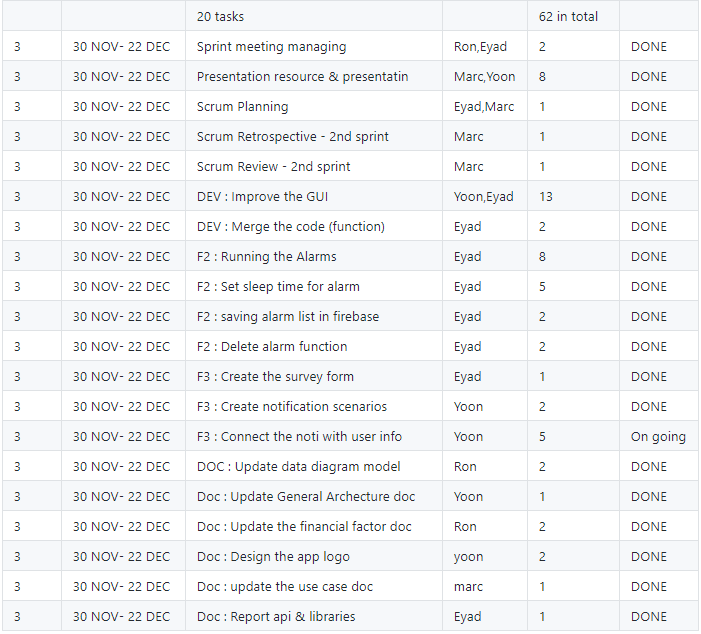 20 tasks 62 in total
3 30 NOV- 22 DEC Sprint meeting managing Ron,Eyad 2 DONE
3 30 NOV- 22 DEC Presentation resource & presentatin Marc,Yoon 8 DONE
3 30 NOV- 22 DEC Scrum Planning Eyad,Marc 1 DONE
3 30 NOV- 22 DEC Scrum Retrospective - 2nd sprint Marc 1 DONE
3 30 NOV- 22 DEC Scrum Review - 2nd sprint Marc 1 DONE
3 30 NOV- 22 DEC DEV : Improve the GUI Yoon,Eyad 13 DONE
3 30 NOV- 22 DEC DEV : Merge the code (function) Eyad 2 DONE
3 30 NOV- 22 DEC F2 : Running the Alarms Eyad 8 DONE
3 30 NOV- 22 DEC F2 : Set sleep time for alarm Eyad 5 DONE
3 30 NOV- 22 DEC F2 : saving alarm list in firebase Eyad 2 DONE
3 30 NOV- 22 DEC F2 : Delete alarm function Eyad 2 DONE
3 30 NOV- 22 DEC F3 : Create the survey form Eyad 1 DONE
3 30 NOV- 22 DEC F3 : Create notification scenarios Yoon 2 DONE
3 30 NOV- 22 DEC F3 : Connect the noti with user info Yoon 5 On going
3 30 NOV- 22 DEC DOC : Update data diagram model Ron 2 DONE
3 30 NOV- 22 DEC Doc : Update General Archecture doc Yoon 1 DONE
3 30 NOV- 22 DEC Doc : Update the financial factor doc Ron 2 DONE
3 30 NOV- 22 DEC Doc : Design the app logo yoon 2 DONE
3 30 NOV- 22 DEC Doc : update the use case doc marc 1 DONE
3 30 NOV- 22 DEC Doc : Report api & libraries Eyad 1 DONE